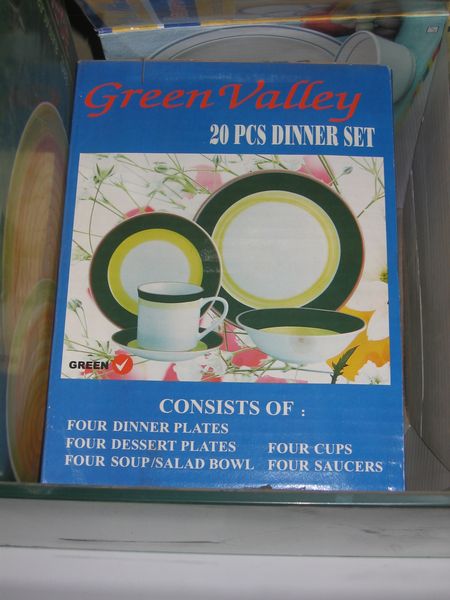 Green Valley
20 PCS DINNER SET
GREEN
CONSISTS OF :
FOUR DINNER PLATES
FOUR DESSERT PLATES FOUR CUPS
FOUR SOUP/SALAD BOWL FOUR SAUCERS